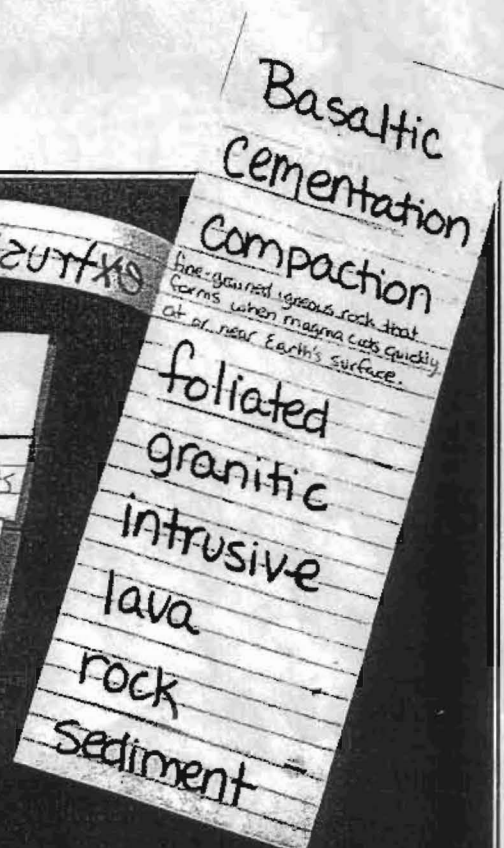 Basaltic
Cementation
Compaction
fine-grained igneous rock that
forms when magma cools quickly
at or near Earth's surface.
foliated
granitic
intrusive
lava
rock
sediment